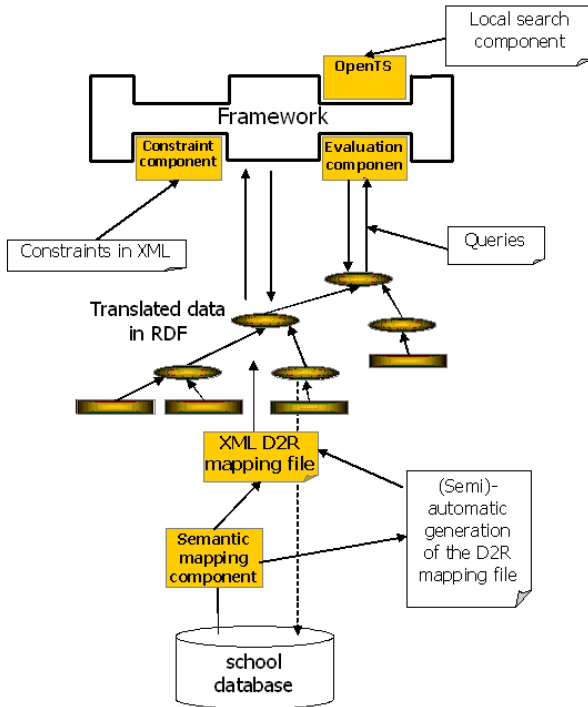 Local search
component
OpenTS
Framework
Constraint
component
Evaluation
componen
Constraints in XML
Queries
Translated data
in RDF
XML D2R
mapping file
(Semi)-
automatic
generation
of the D2R
mapping file
Semantic
mapping
component
school
database